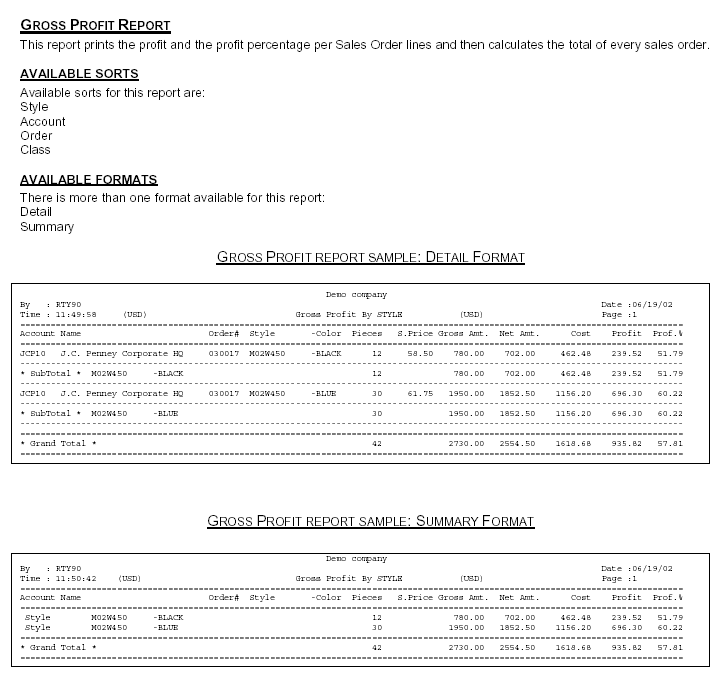 GROSS PROFIT REPORT
This report prints the profit and the profit percentage per Sales Order lines and then calculates the total of every sales order.
AVAILABLE SORTS
Available sorts for this report are:
Style
Account
Order
Class
AVAILABLE FORMATS
There is more than one format available for this report:
Detail
Summary
GROSS PROFIT REPORT SAMPLE: DETAIL FORMAT
Demo company
By : RTY90 Date :06/19/02
Time : 11:49:58 (USD) Gross Profit By STYLE (USD) Page :1
Account Name Order# Style -Color Pieces S.Price Gross Amt. Net Amt. Cost Profit Prof.%
JCP10 J.C. Penney Corporate HQ 030017 M02W450 -BLACK 12 58.50 780.00 702.00 462.48 239.52 51.79
* SubTotal * M02W450 -BLACK 12 780.00 702.00 462.48 239.52 51.79
JCP10 J.C. Penney Corporate HQ 030017 M02W450 -BLUE 30 61.75 1950.00 1852.50 1156.20 696.30 60.22
* SubTotal * M02W450 -BLUE 30 1950.00 1852.50 1156.20 696.30 60.22
* Grand Total * 42 2730.00 2554.50 1618.68 935.82 57.81
GROSS PROFIT REPORT SAMPLE: SUMMARY FORMAT
Demo company
By : RTY90 Date :06/19/02
Time : 11:50:42 (USD) Gross Profit By STYLE (USD) Page :1
Account Name Order# Style -Color Pieces S.Price Gross Amt. Net Amt. Cost Profit Prof.%
Style M02W450 -BLACK 12 780.00 702.00 462.48 239.52 51.79
Style M02W450 -BLUE 30 1950.00 1852.50 1156.20 696.30 60.22
* Grand Total * 42 2730.00 2554.50 1618.68 935.82 57.81